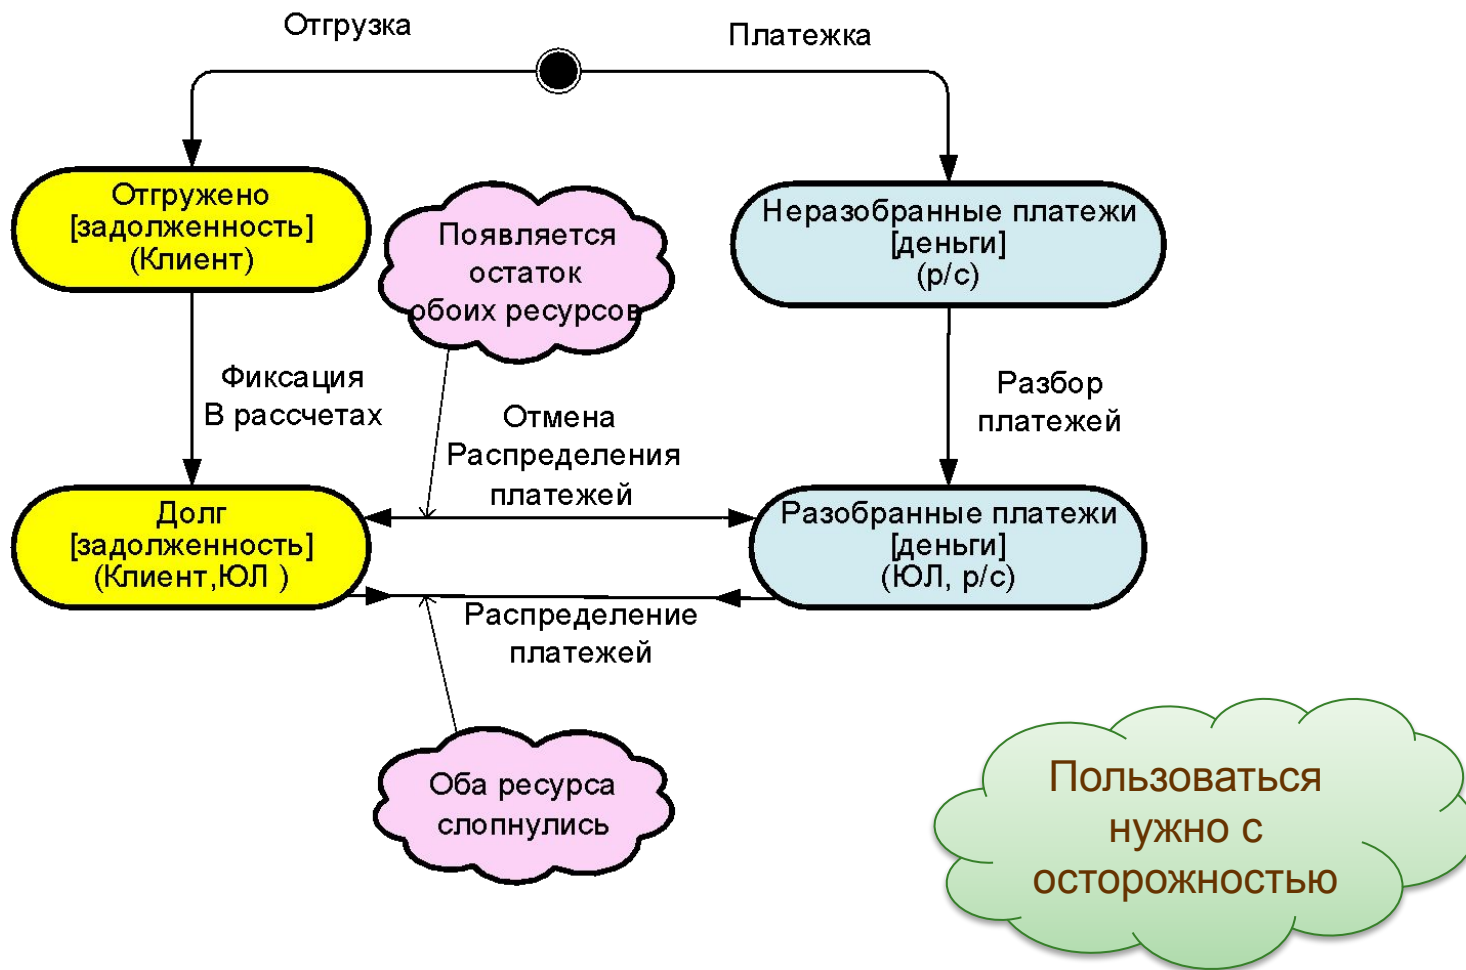 Отгрузка
Платежка
Отгружено
[задолженность]
(Клиент)
Появляется
остаток
обоих ресурсов
Неразобранные платежи
[деньги]
(р/с)
Фиксация
В рассчетах
Отмена
Распределения
платежей
Разбор
платежей
Долг
[задолженность]
(Клиент,ЮЛ )
Разобранные платежи
[деньги]
(ЮЛ, р/с)
Распределение
платежей
Оба ресурса
слопнулись
Пользоваться
нужно с
осторожностью